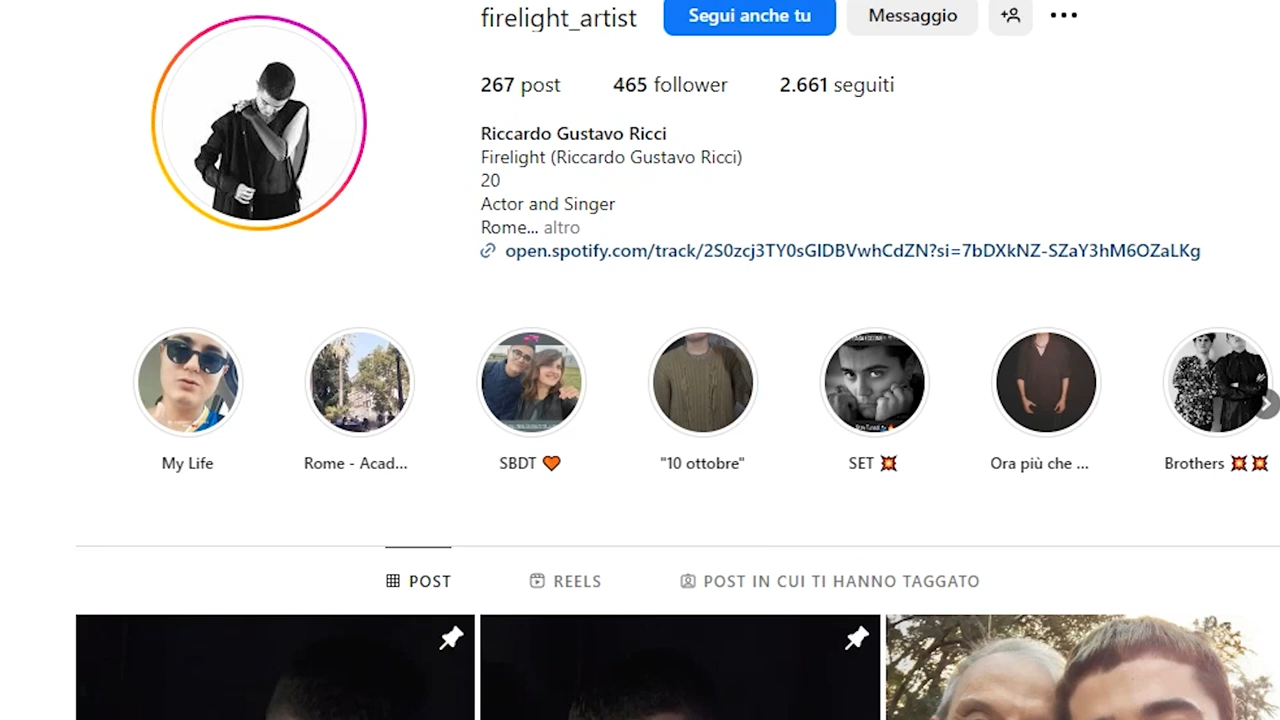 firelight_artist Segui anche tu Messaggio
267 post 465 follower 2.661 seguiti
Riccardo Gustavo Ricci
Firelight (Riccardo Gustavo Ricci)
20
Actor and Singer
Rome... altro
open.spotify.com/track/2S0zcj3TY0sGIDBVwhCdZN?si=7bDXkNZ-SZaY3hM6OZaLKg
My Life Rome - Acad... SBDT 🧡 "10 ottobre" SET 💥 Ora più che ... Brothers 💥💥
POST REELS POST IN CUI TI HANNO TAGGATO